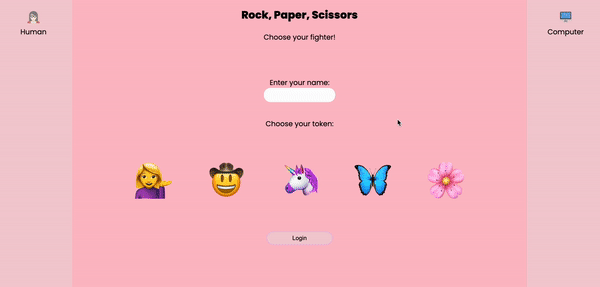 Rock, Paper, Scissors
Human
Computer
Choose your fighter!
Enter your name:
Choose your token:
Login